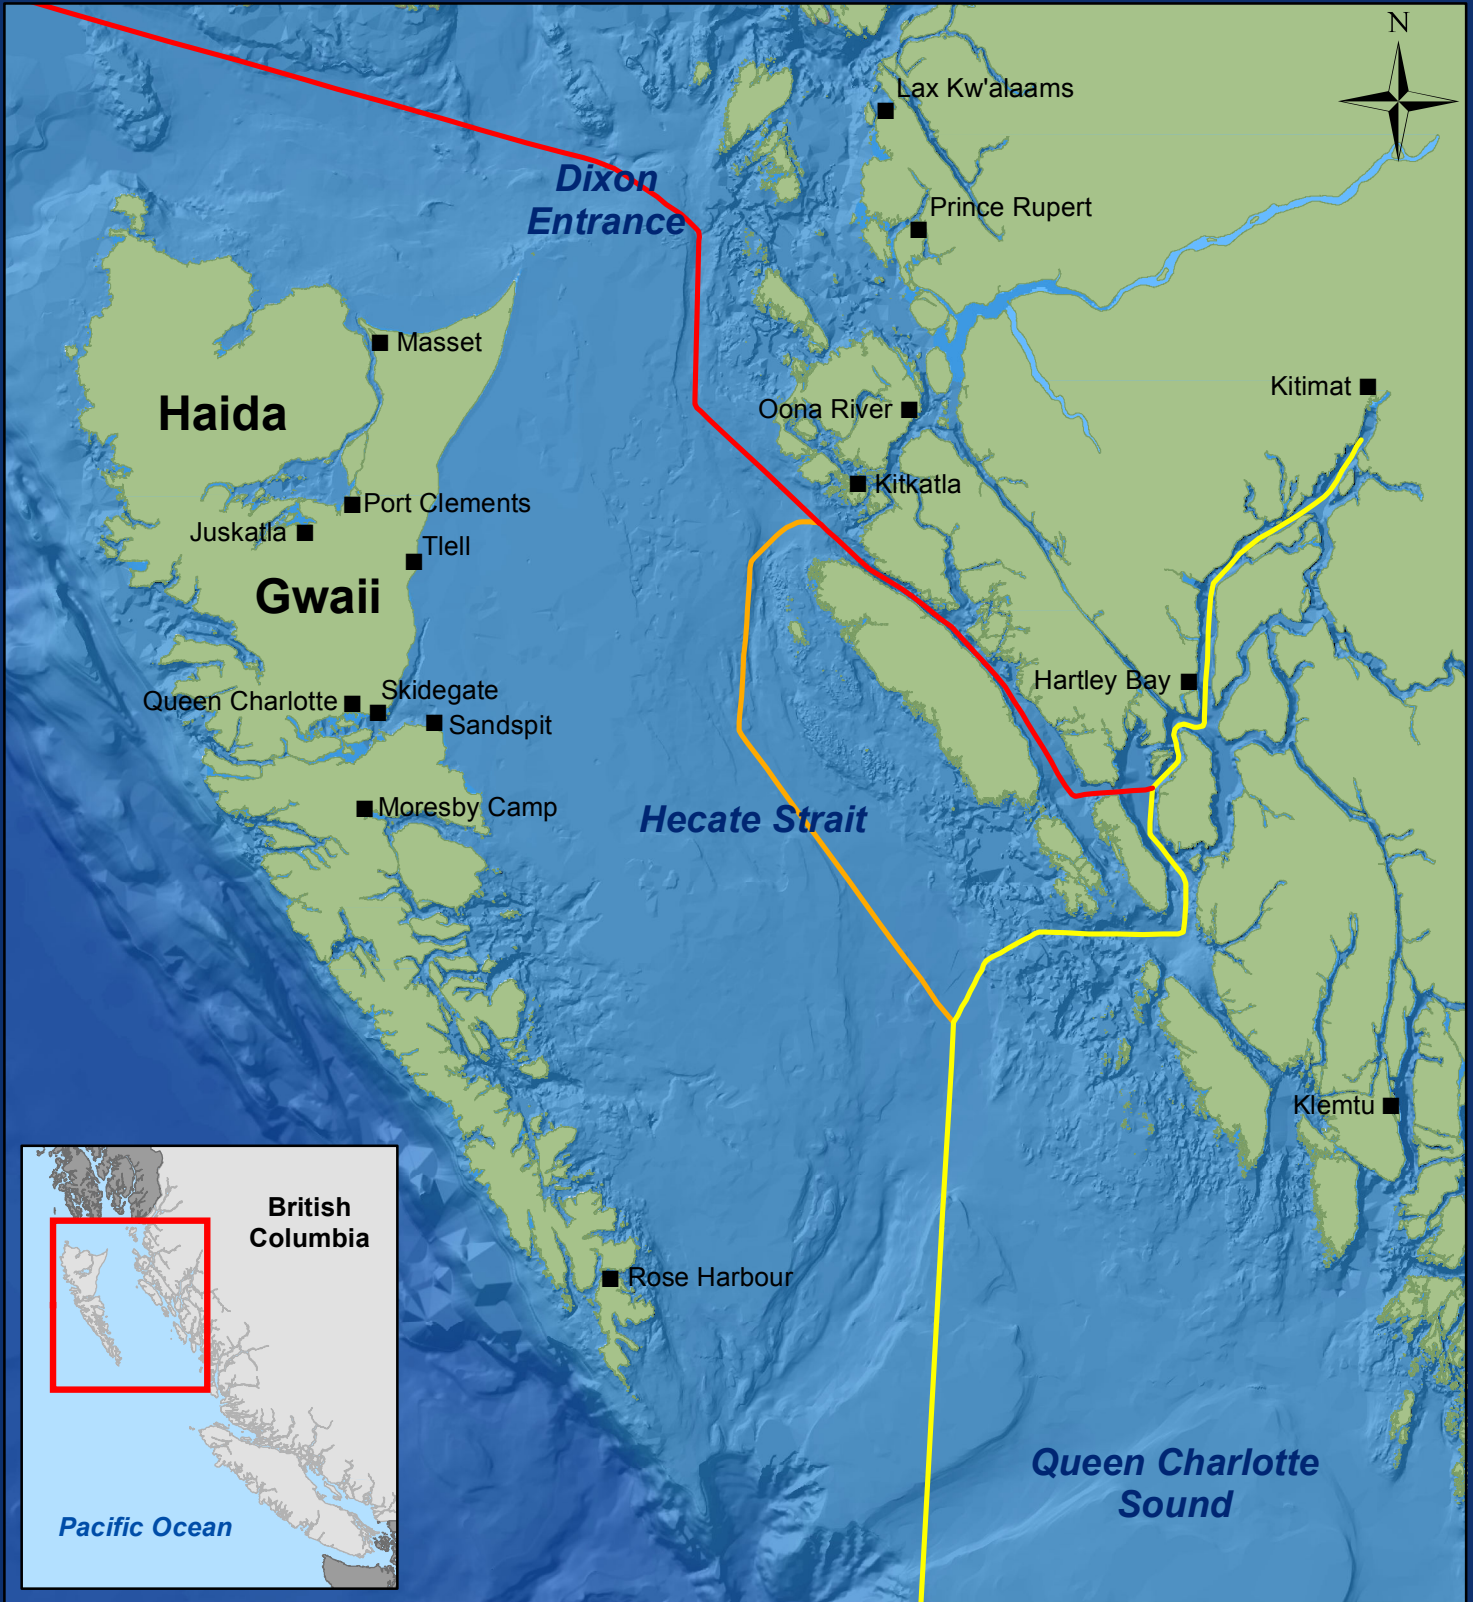 N
Lax Kw'alaams
Dixon
Entrance
Prince Rupert
Masset
Haida
Oona River
Kitimat
Kitkatla
Port Clements
Juskatla
Tlell
Gwaii
Hartley Bay
Queen Charlotte
Skidegate
Sandspit
Moresby Camp
Hecate Strait
Klemtu
British
Columbia
Rose Harbour
Queen Charlotte
Sound
Pacific Ocean